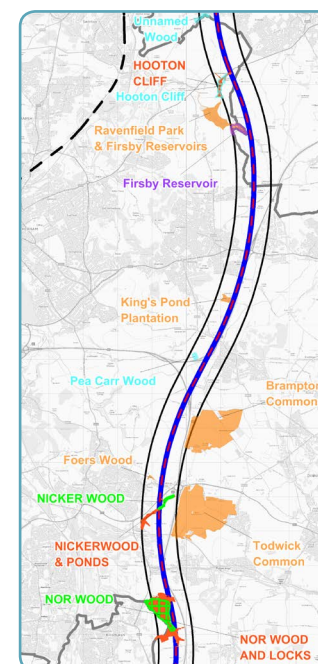 Unnamed
Wood
HOOTON
CLIFF
Hooton Cliff
Ravenfield Park
& Firsby Reservoirs
Firsby Reservoir
King's Pond
Plantation
Pea Carr Wood
Brampton
Common
Foers Wood
NICKER WOOD
NICKERWOOD
& PONDS
Todwick
Common
NOR WOOD
NOR WOOD
AND LOCKS